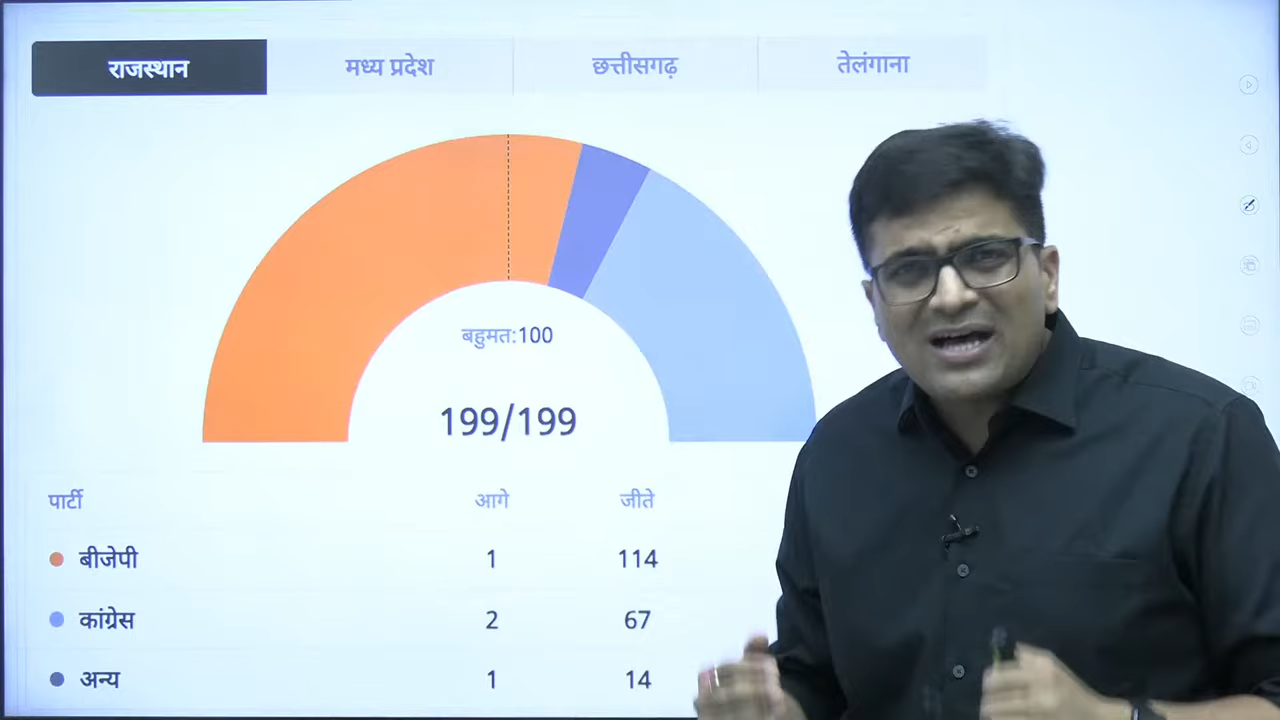 राजस्थान मध्य प्रदेश छत्तीसगढ़ तेलंगाना
बहुमत:100
199/199
पार्टी आगे जीते
बीजेपी 1 114
कांग्रेस 2 67
अन्य 1 14